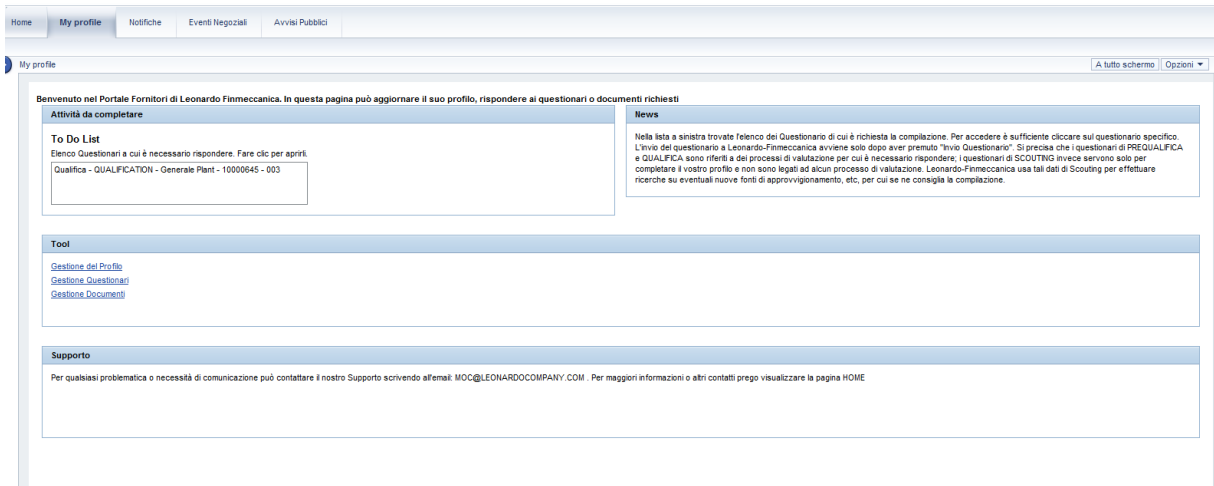 Home My profile Notifiche Eventi Negoziali Avvisi Pubblici
My profile A tutto schermo Opzioni
Benvenuto nel Portale Fornitori di Leonardo Finmeccanica. In questa pagina può aggiornare il suo profilo, rispondere ai questionari o documenti richiesti
Attività da completare
To Do List
Elenco Questionari a cui è necessario rispondere. Fare clic per aprirli.
Qualifica - QUALIFICATION - Generale Plant - 10000645 - 003
News
Nella lista a sinistra trovate l'elenco dei Questionario di cui è richiesta la compilazione. Per accedere è sufficiente cliccare sul questionario specifico.
L'invio del questionario a Leonardo-Finmeccanica avviene solo dopo aver premuto "Invio Questionario". Si precisa che i questionari di PREQUALIFICA
e QUALIFICA sono riferiti a dei processi di valutazione per cui è necessario rispondere; i questionari di SCOUTING invece servono solo per
completare il vostro profilo e non sono legati ad alcun processo di valutazione. Leonardo-Finmeccanica usa tali dati di Scouting per effettuare
ricerche su eventuali nuove fonti di approvvigionamento, etc, per cui se ne consiglia la compilazione.
Tool
Gestione del Profilo
Gestione Questionari
Gestione Documenti
Supporto
Per qualsiasi problematica o necessità di comunicazione può contattare il nostro Supporto scrivendo all'email: MOC@LEONARDOCOMPANY.COM . Per maggiori informazioni o altri contatti prego visualizzare la pagina HOME